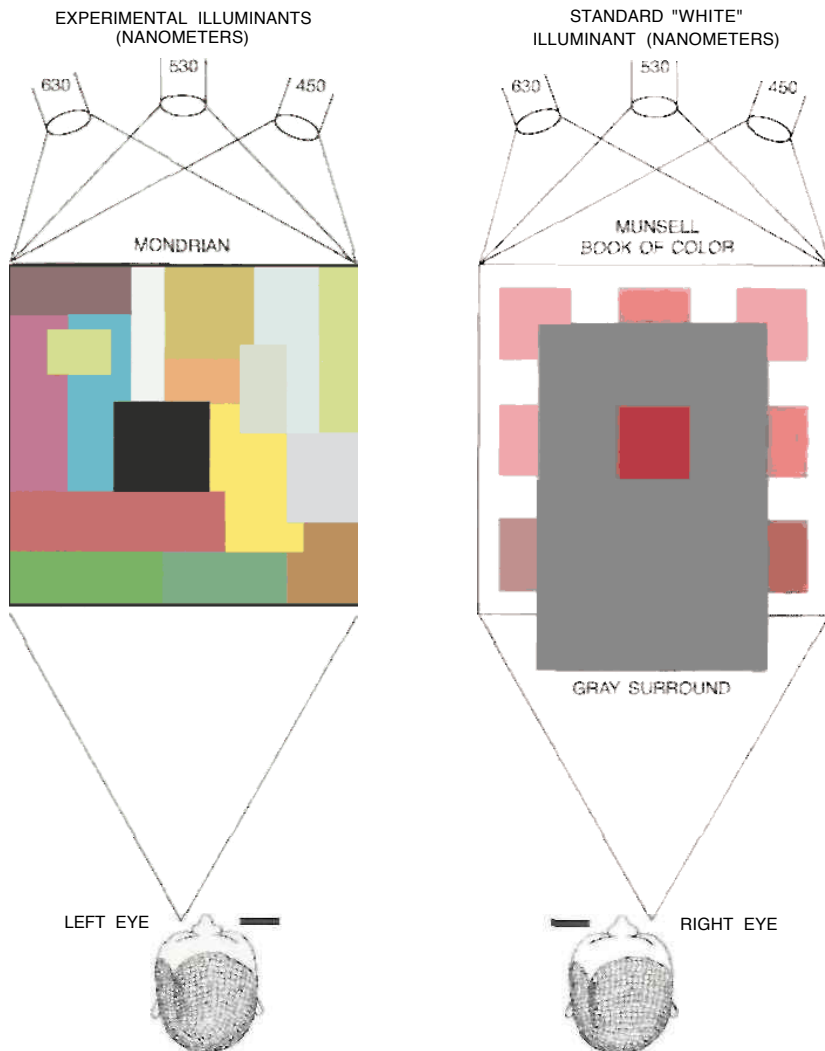 EXPERIMENTAL ILLUMINANTS
(NANOMETERS)
630
530
450
MONDRIAN
LEFT EYE
STANDARD "WHITE"
ILLUMINANT (NANOMETERS)
630
530
450
MUNSELL
BOOK OF COLOR
GRAY SURROUND
RIGHT EYE